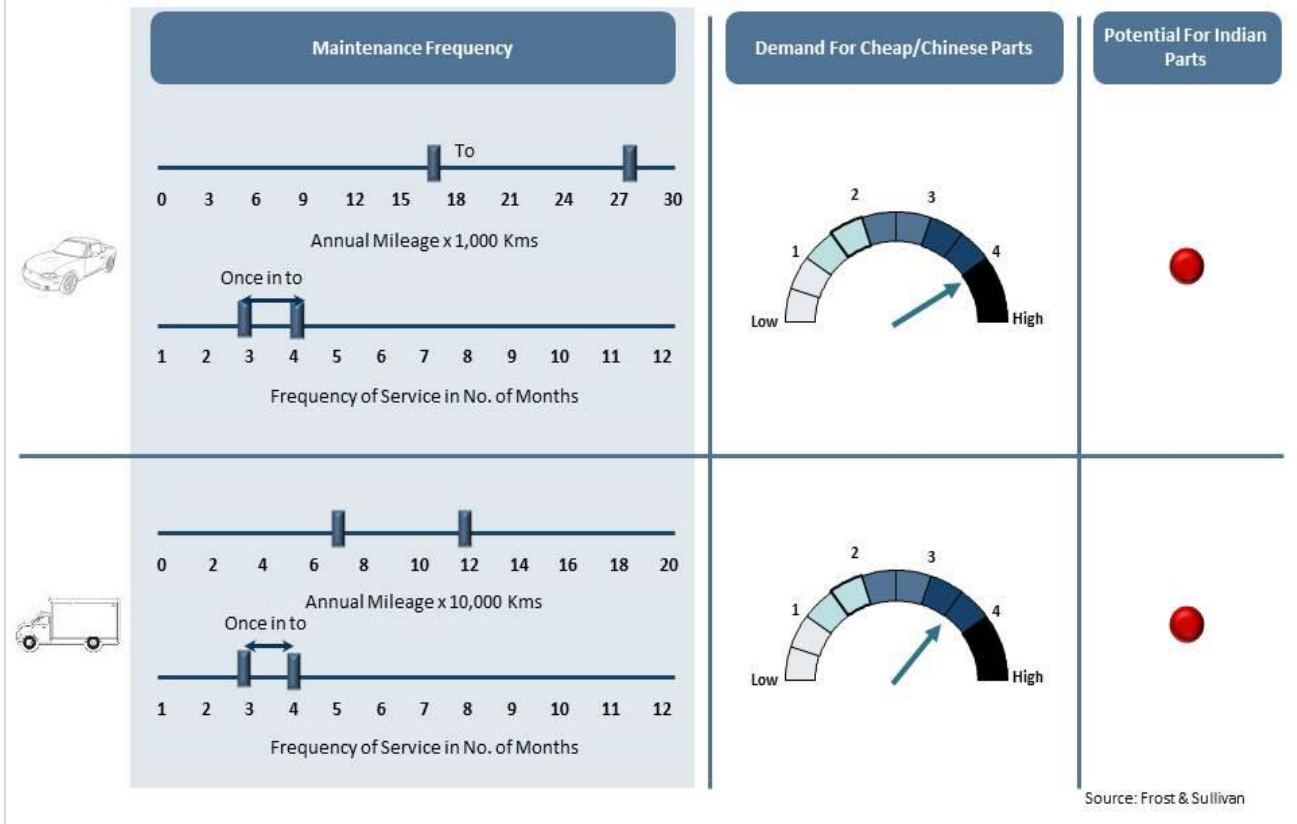 Maintenance Frequency
Demand For Cheap/Chinese Parts
Potential For Indian
Parts
To
0 3 6 9 12 15 18 21 24 27 30
Annual Mileage x 1,000 Kms
Once in to
1 2 3 4 5 6 7 8 9 10 11 12
Frequency of Service in No. of Months
2 3
1 4
Low High
0 2 4 6 8 10 12 14 16 18 20
Annual Mileage x 10,000 Kms
Once in to
1 2 3 4 5 6 7 8 9 10 11 12
Frequency of Service in No. of Months
2 3
1 4
Low High
Source: Frost & Sullivan